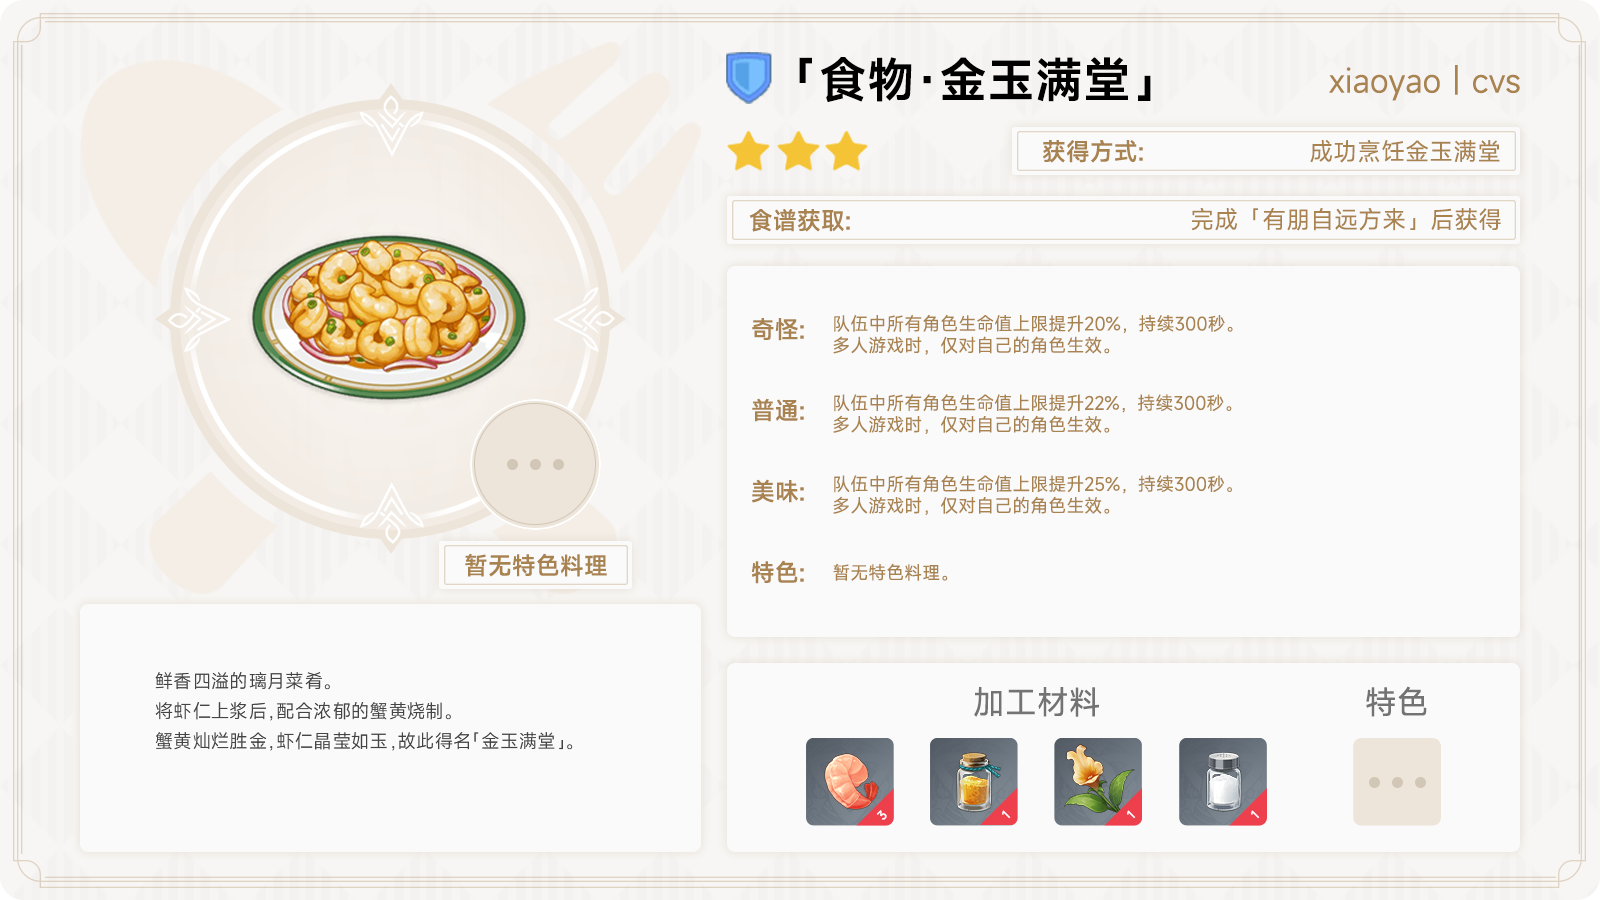 「食物·金玉满堂」
xiaoyao | cvs
获得方式:
成功烹饪金玉满堂
食谱获取:
完成「有朋自远方来」后获得
奇怪:
队伍中所有角色生命值上限提升20%，持续300秒。
多人游戏时，仅对自己的角色生效。
普通:
队伍中所有角色生命值上限提升22%，持续300秒。
多人游戏时，仅对自己的角色生效。
美味:
队伍中所有角色生命值上限提升25%，持续300秒。
多人游戏时，仅对自己的角色生效。
特色:
暂无特色料理。
暂无特色料理
鲜香四溢的璃月菜肴。
将虾仁上浆后,配合浓郁的蟹黄烧制。
蟹黄灿烂胜金,虾仁晶莹如玉,故此得名「金玉满堂」。
加工材料
特色
3
1
1
1